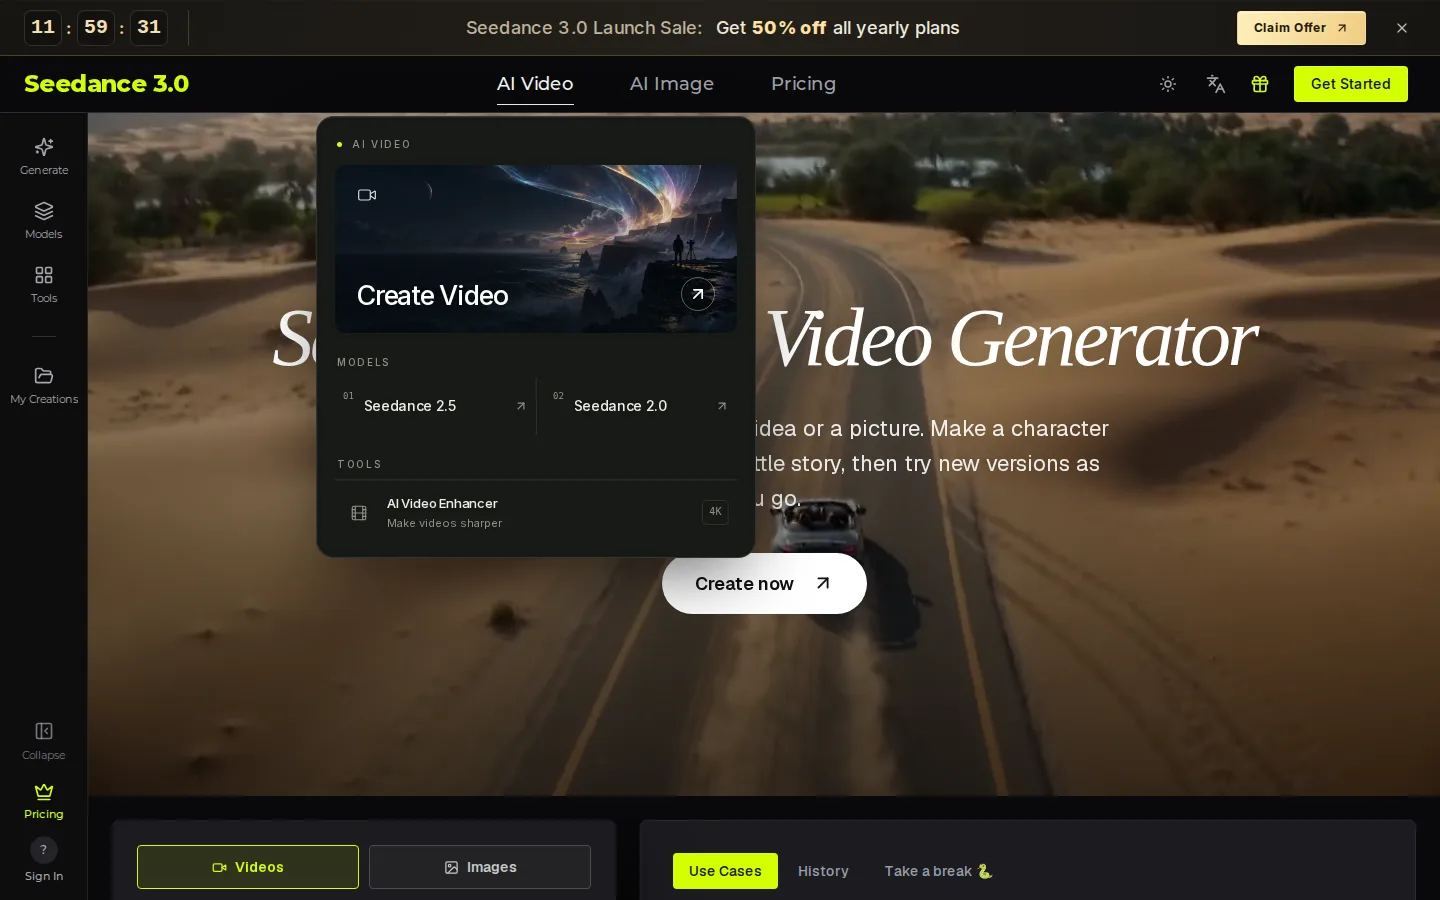 11 : 59 : 31
Seedance 3.0 Launch Sale: Get 50% off all yearly plans
Claim Offer
Seedance 3.0
AI Video
AI Image
Pricing
Get Started
Generate
Models
Tools
My Creations
Collapse
Pricing
?
Sign In
AI VIDEO
Create Video
MODELS
01 Seedance 2.5
02 Seedance 2.0
TOOLS
AI Video Enhancer
Make videos sharper
4K
Video Generator
idea or a picture. Make a character
story, then try new versions as
go.
Create now
Videos
Images
Use Cases
History
Take a break 🐍